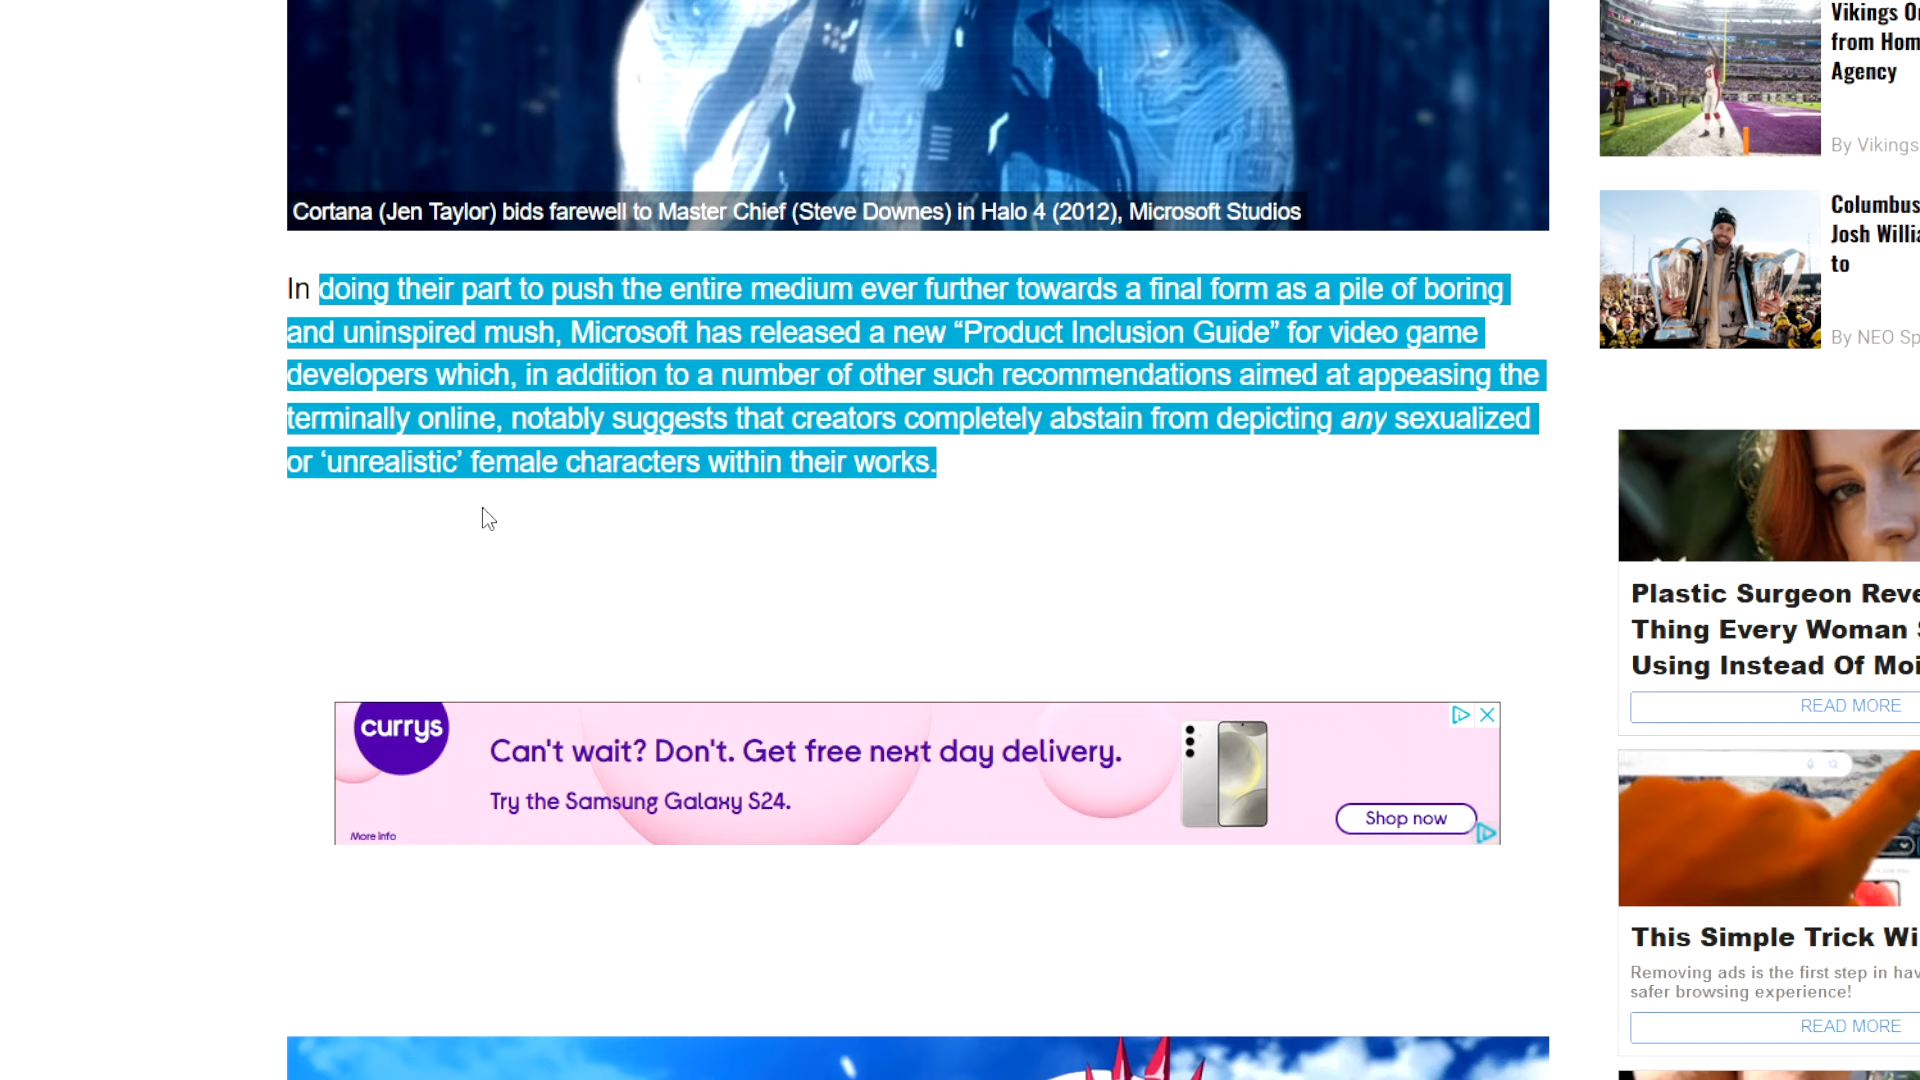 Cortana (Jen Taylor) bids farewell to Master Chief (Steve Downes) in Halo 4 (2012), Microsoft Studios
In doing their part to push the entire medium ever further towards a final form as a pile of boring
and uninspired mush, Microsoft has released a new “Product Inclusion Guide” for video game
developers which, in addition to a number of other such recommendations aimed at appeasing the
terminally online, notably suggests that creators completely abstain from depicting any sexualized
or ‘unrealistic’ female characters within their works.
currys
Can't wait? Don't. Get free next day delivery.
Try the Samsung Galaxy S24.
More info
Shop now
Vikings
from Hom
Agency
By Vikings
Columbus
Josh Willia
to
By NEO Sp
Plastic Surgeon Reve
Thing Every Woman
Using Instead Of Moi
READ MORE
This Simple Trick Wi
Removing ads is the first step in hav
safer browsing experience!
READ MORE